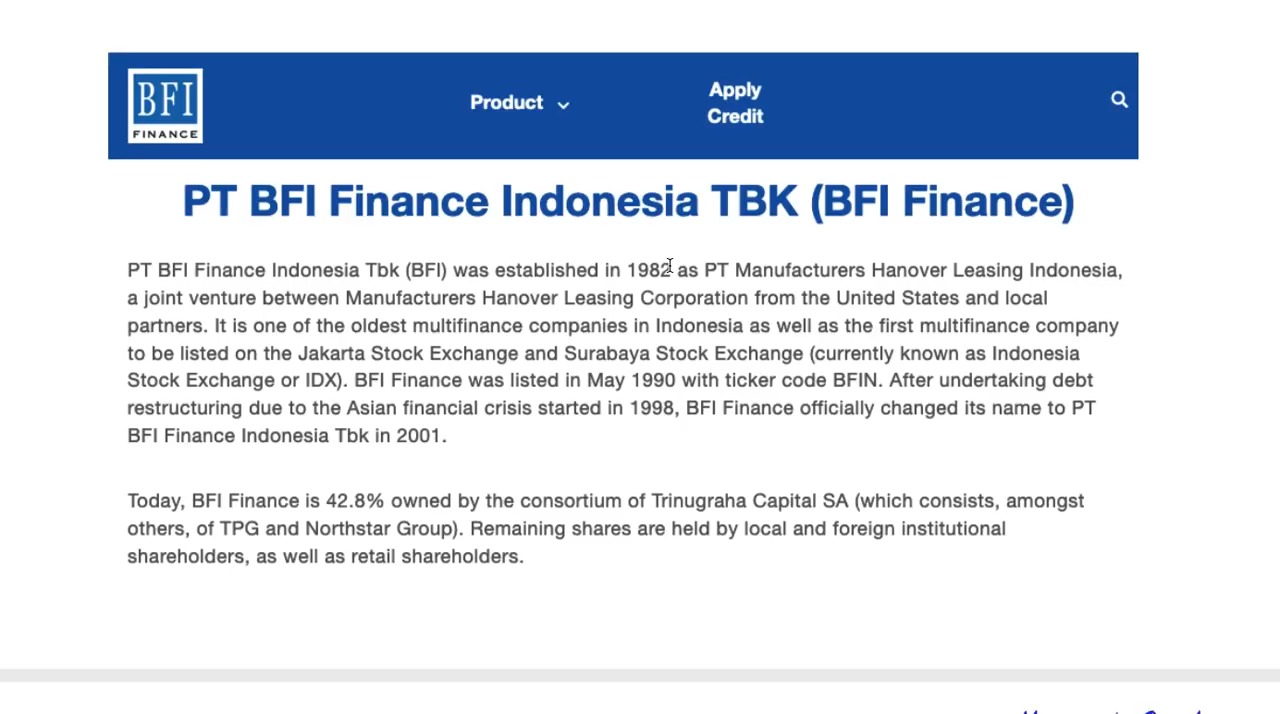 BFI
FINANCE
Product
Apply
Credit
PT BFI Finance Indonesia TBK (BFI Finance)
PT BFI Finance Indonesia Tbk (BFI) was established in 1982 as PT Manufacturers Hanover Leasing Indonesia,
a joint venture between Manufacturers Hanover Leasing Corporation from the United States and local
partners. It is one of the oldest multifinance companies in Indonesia as well as the first multifinance company
to be listed on the Jakarta Stock Exchange and Surabaya Stock Exchange (currently known as Indonesia
Stock Exchange or IDX). BFI Finance was listed in May 1990 with ticker code BFIN. After undertaking debt
restructuring due to the Asian financial crisis started in 1998, BFI Finance officially changed its name to PT
BFI Finance Indonesia Tbk in 2001.
Today, BFI Finance is 42.8% owned by the consortium of Trinugraha Capital SA (which consists, amongst
others, of TPG and Northstar Group). Remaining shares are held by local and foreign institutional
shareholders, as well as retail shareholders.